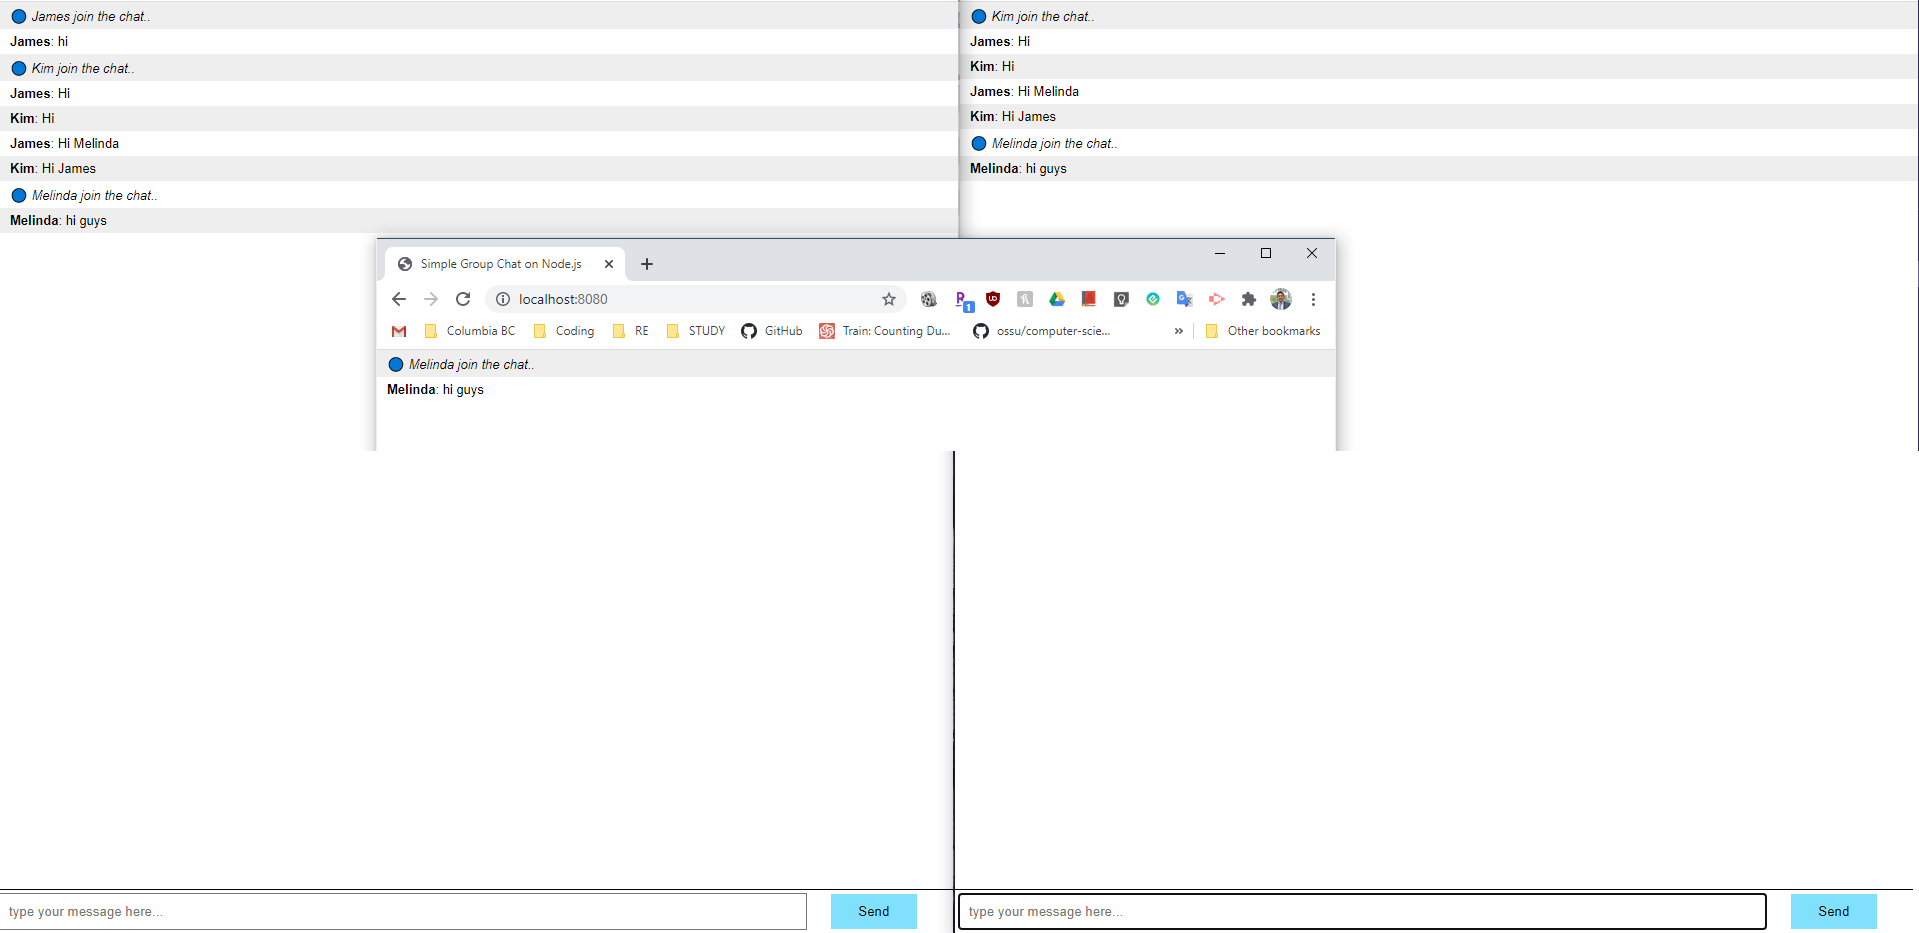 James join the chat..
James: hi
Kim join the chat..
James: Hi
Kim: Hi
James: Hi Melinda
Kim: Hi James
Melinda join the chat..
Melinda: hi guys
Kim join the chat..
James: Hi
Kim: Hi
James: Hi Melinda
Kim: Hi James
Melinda join the chat..
Melinda: hi guys
Simple Group Chat on Node.js
localhost:8080
1
Columbia BC Coding RE STUDY GitHub Train: Counting Du... ossu/computer-scie... » Other bookmarks
Melinda join the chat..
Melinda: hi guys
type your message here... Send
type your message here... Send